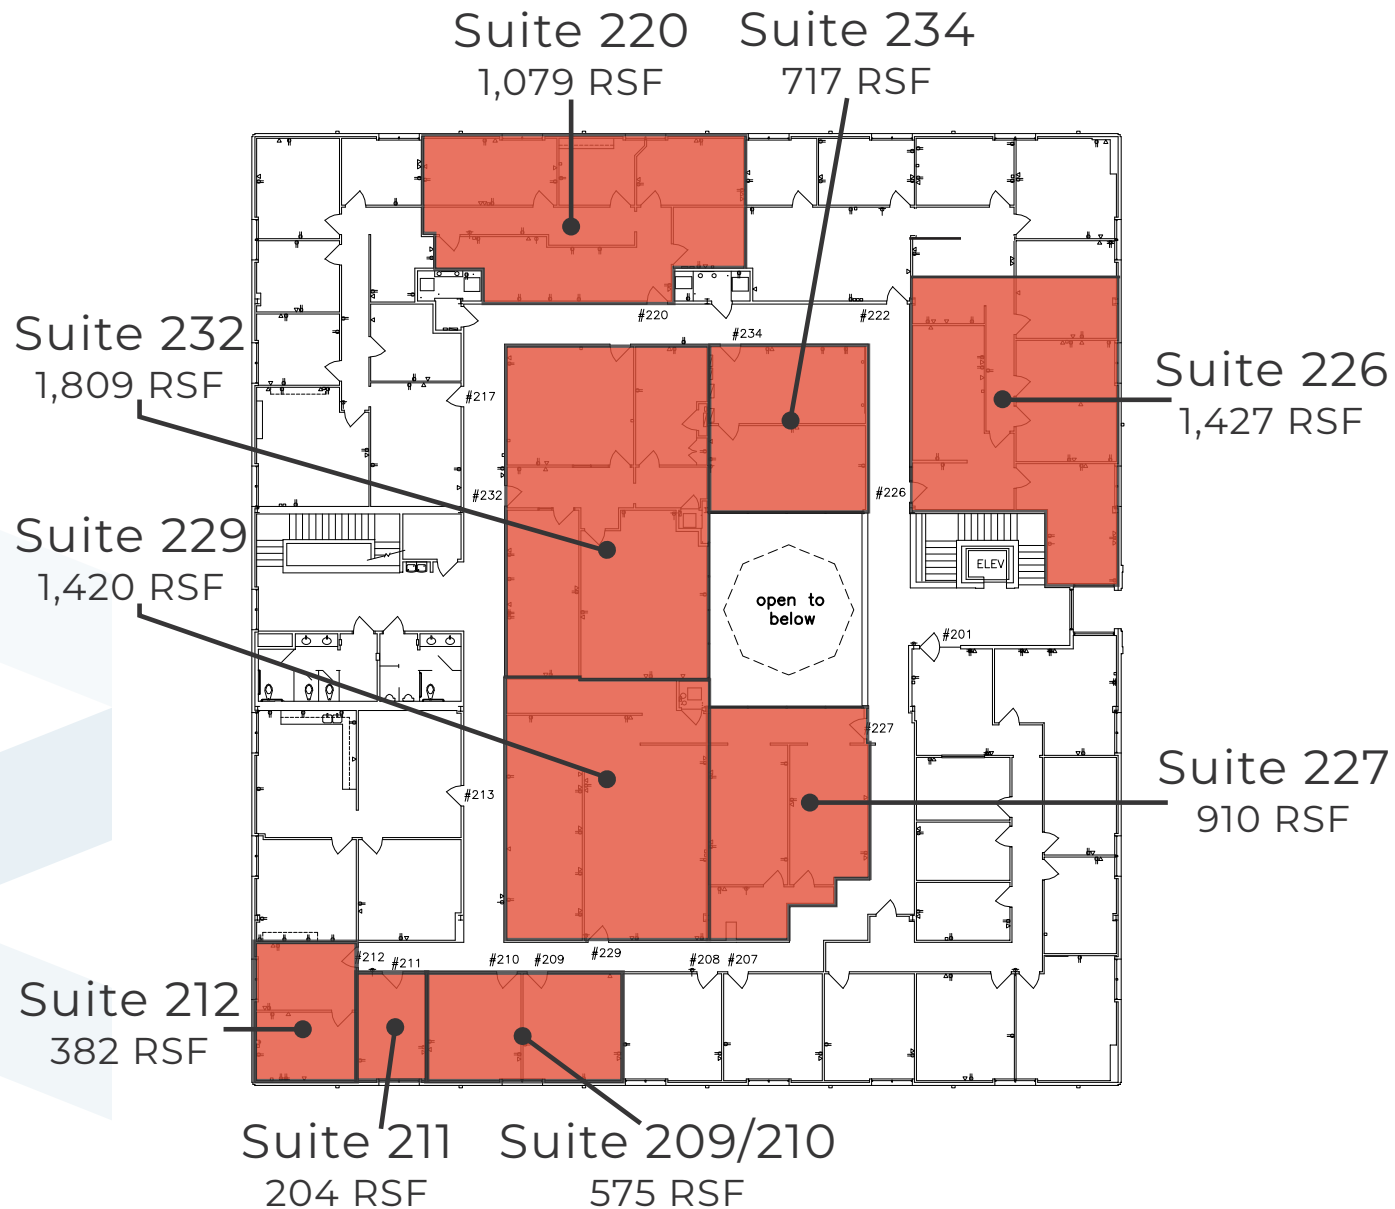 Suite 220
1,079 RSF
Suite 234
717 RSF
#220
#234
#222
Suite 232
1,809 RSF
Suite 226
1,427 RSF
#217
#232
#226
Suite 229
1,420 RSF
ELEV
open to
below
#201
#227
Suite 227
910 RSF
#213
#212
#211
#210
#209
#229
#208
#207
Suite 212
382 RSF
Suite 211
204 RSF
Suite 209/210
575 RSF